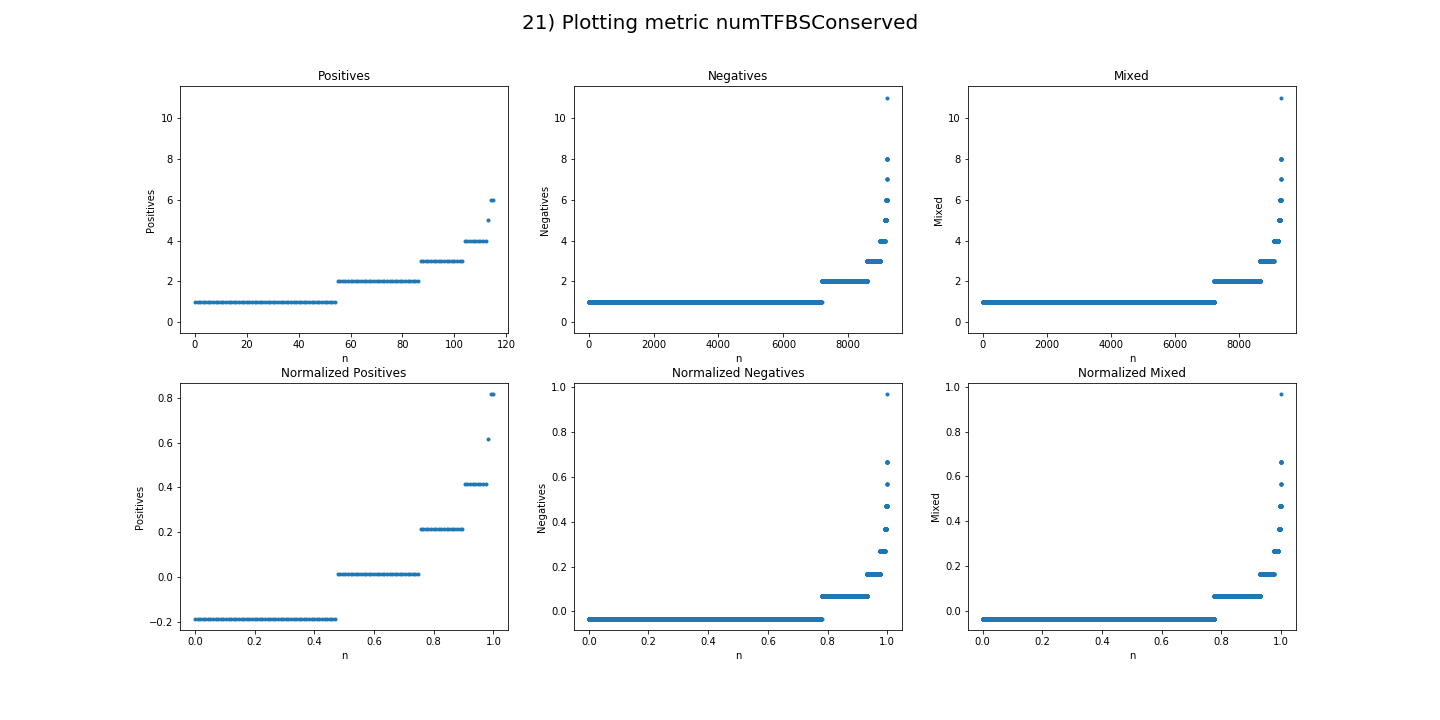 21) Plotting metric numTFBSConserved
Positives
Negatives
Mixed
10
8
6
4
2
0
Positives
0 20 40 60 80 100 120
n
10
8
6
4
2
0
Negatives
0 2000 4000 6000 8000
n
10
8
6
4
2
0
Mixed
0 2000 4000 6000 8000
n
Normalized Positives
Normalized Negatives
Normalized Mixed
0.8
0.6
0.4
0.2
0.0
−0.2
Positives
0.0 0.2 0.4 0.6 0.8 1.0
n
1.0
0.8
0.6
0.4
0.2
0.0
Negatives
0.0 0.2 0.4 0.6 0.8 1.0
n
1.0
0.8
0.6
0.4
0.2
0.0
Mixed
0.0 0.2 0.4 0.6 0.8 1.0
n